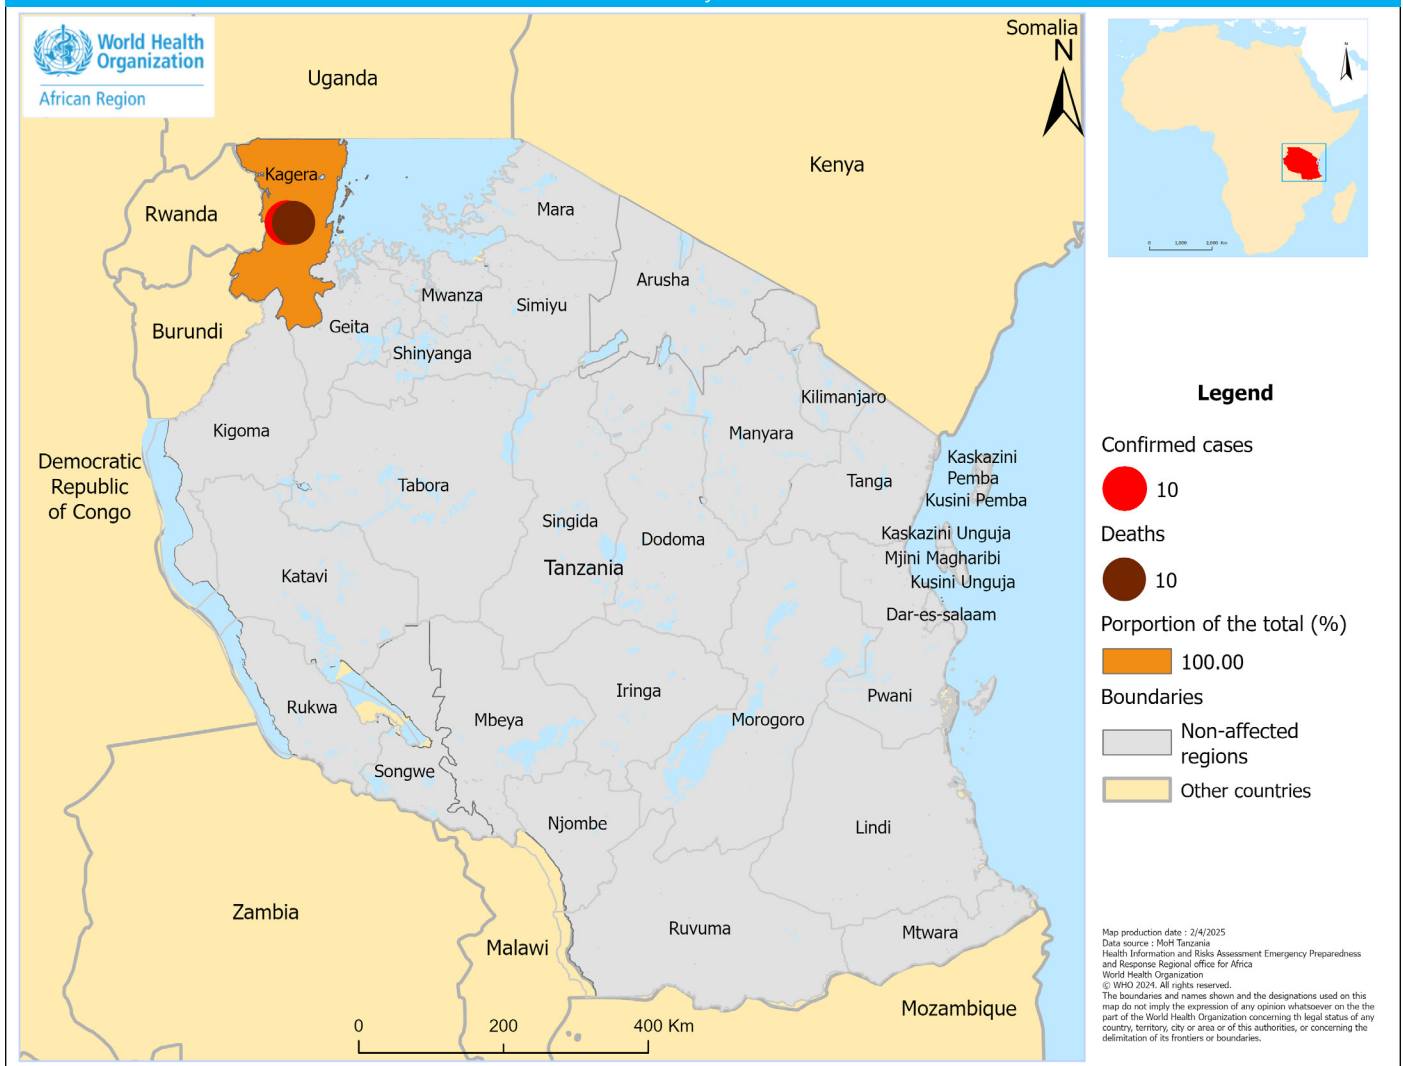 World Health
Organization
African Region
Somalia
N
Uganda
Kenya
Kagera
Rwanda
Mara
Arusha
Mwanza
Simiyu
Burundi
Geita
Shinyanga
Kilimanjaro
Kigoma
Manyara
Democratic
Republic
of Congo
Kaskazini
Pemba
Kusini Pemba
Tabora
Tanga
Singida
Dodoma
Kaskazini Unguja
Mjini Magharibi
Kusini Unguja
Tanzania
Katavi
Dar-es-salaam
Iringa
Pwani
Rukwa
Mbeya
Morogoro
Songwe
Njombe
Lindi
Zambia
Ruvuma
Mtwara
Malawi
Mozambique
0 200 400 Km
N
0 1,000 2,000 Km
Legend
Confirmed cases
10
Deaths
10
Porportion of the total (%)
100.00
Boundaries
Non-affected
regions
Other countries
Map production date : 2/4/2025
Data source : MoH Tanzania
Health Information and Risks Assessment Emergency Preparedness
and Response Regional office for Africa
World Health Organization
© WHO 2024. All rights reserved.
The boundaries and names shown and the designations used on this
map do not imply the expression of any opinion whatsoever on the the
part of the World Health Organization concerning th legal status of any
country, territory, city or area or of this authorities, or concerning the
delimitation of its frontiers or boundaries.